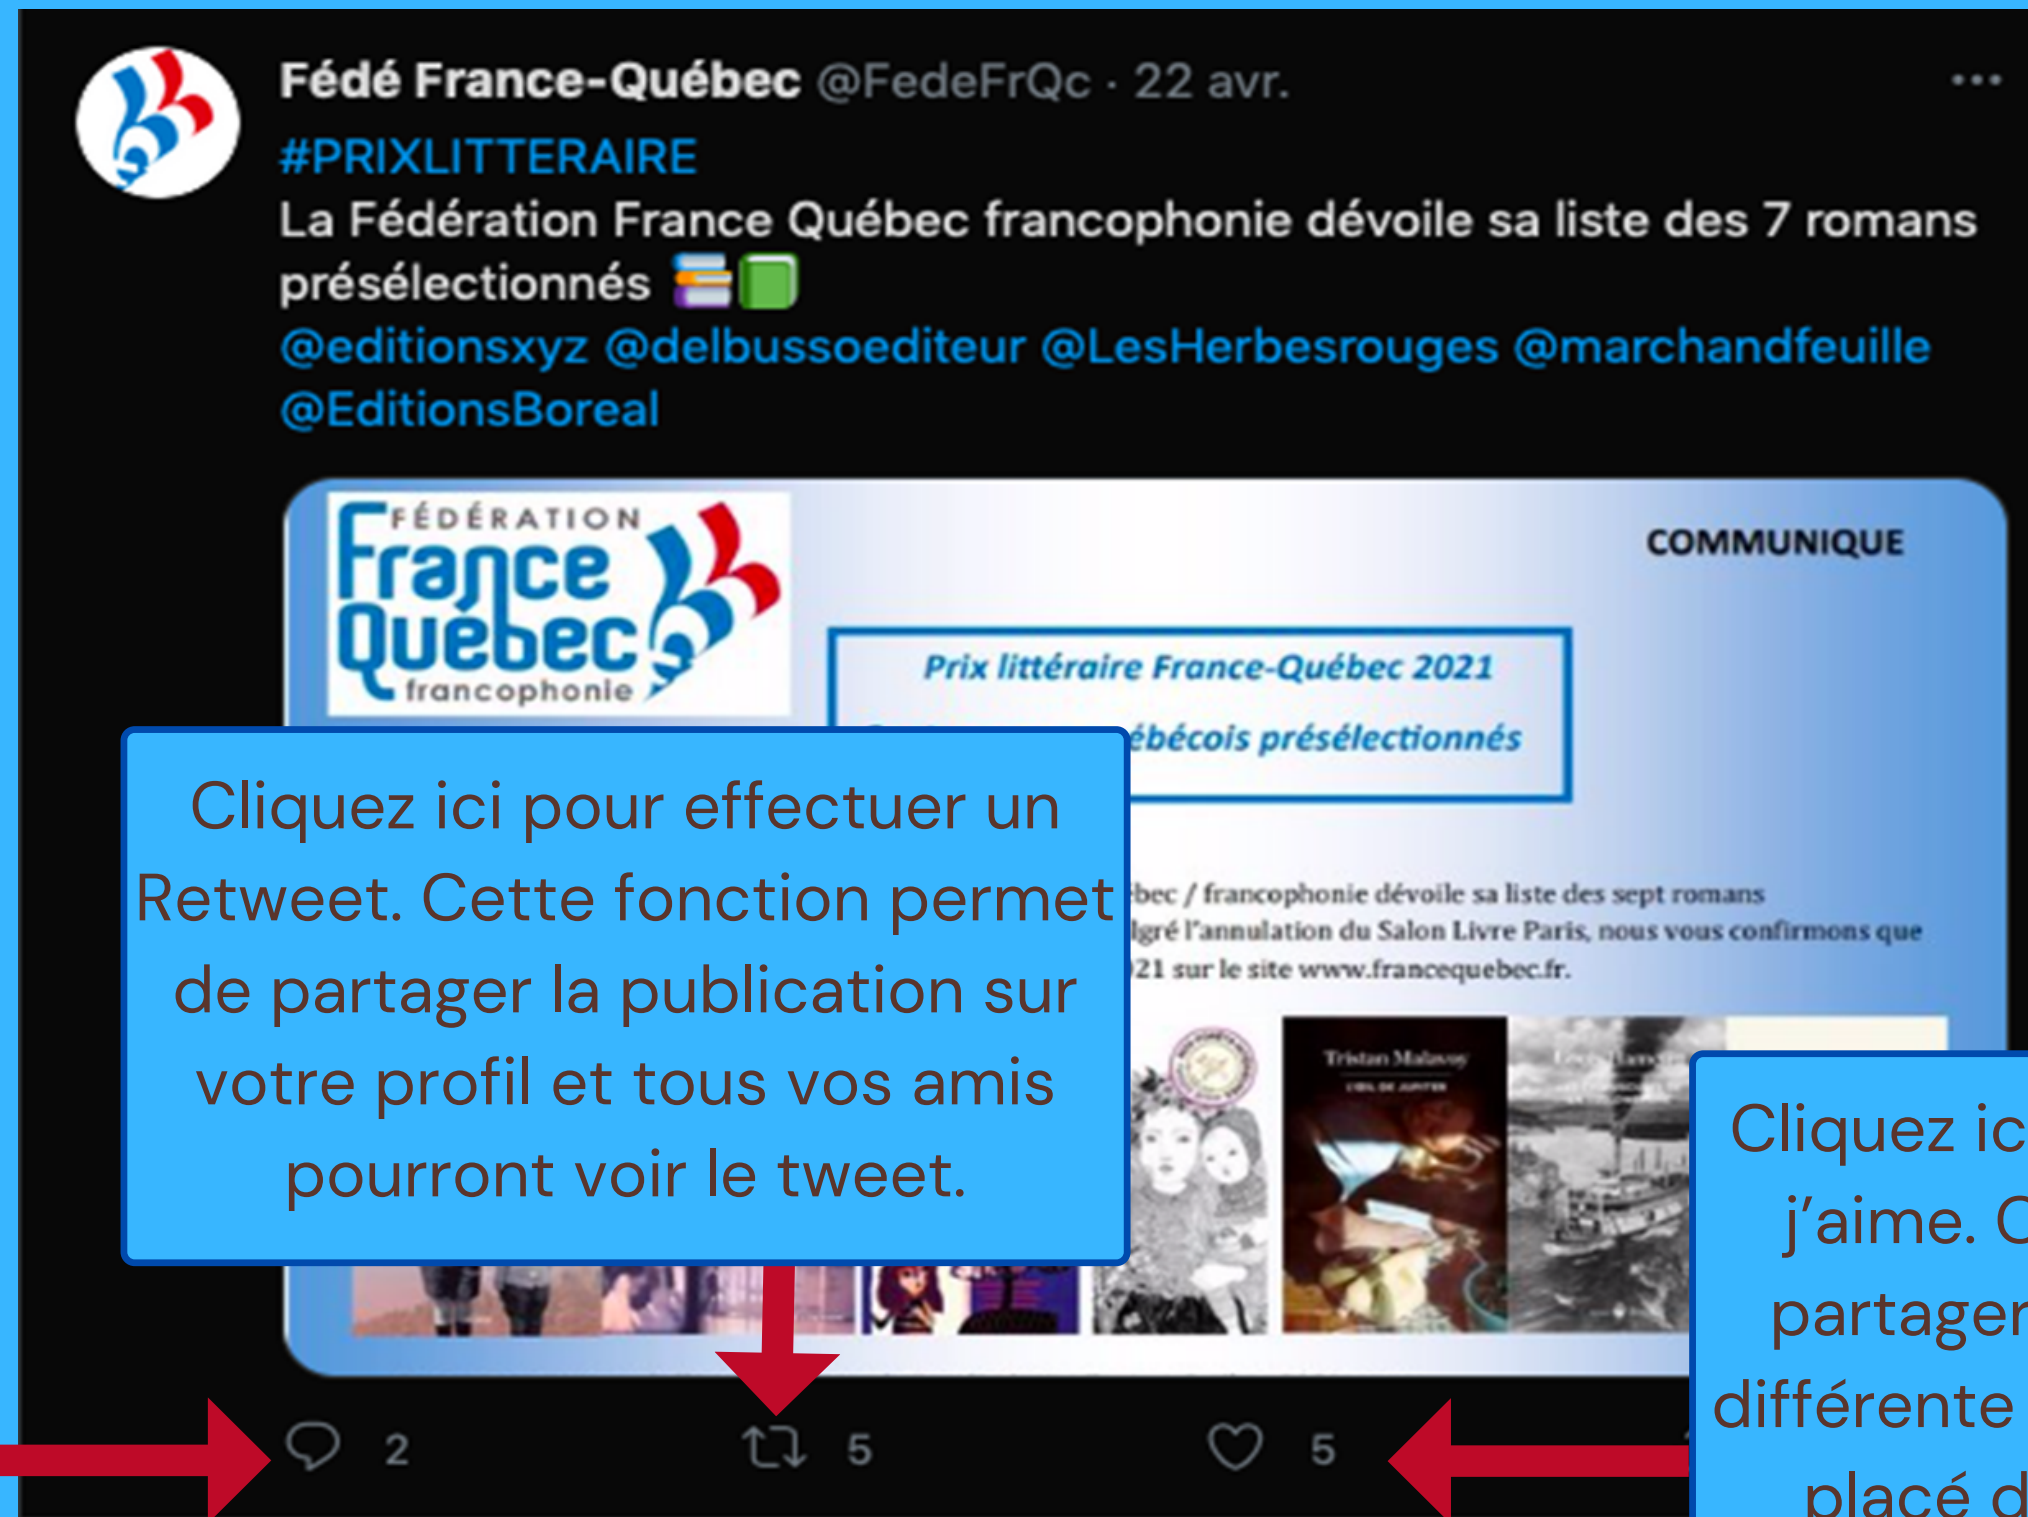 Fédé France-Québec @FedeFrQc · 22 avr.
#PRIXLITTERAIRE
La Fédération France Québec francophonie dévoile sa liste des 7 romans
présélectionnés
@editionsxyz @delbussoediteur @LesHerbesrouges @marchandfeuille
@EditionsBoreal
FÉDÉRATION
France
Québec
francophonie
COMMUNIQUE
Prix littéraire France-Québec 2021
ébécois présélectionnés
bec / francophonie dévoile sa liste des sept romans
lgré l'annulation du Salon Livre Paris, nous vous confirmons que
21 sur le site www.francequebec.fr.
Cliquez ici pour effectuer un
Retweet. Cette fonction permet
de partager la publication sur
votre profil et tous vos amis
pourront voir le tweet.
Tristan Malavoy
L'ŒIL DE JUPITER
Cliquez ic
j'aime. C
partager
différente
placé d
2 5 5